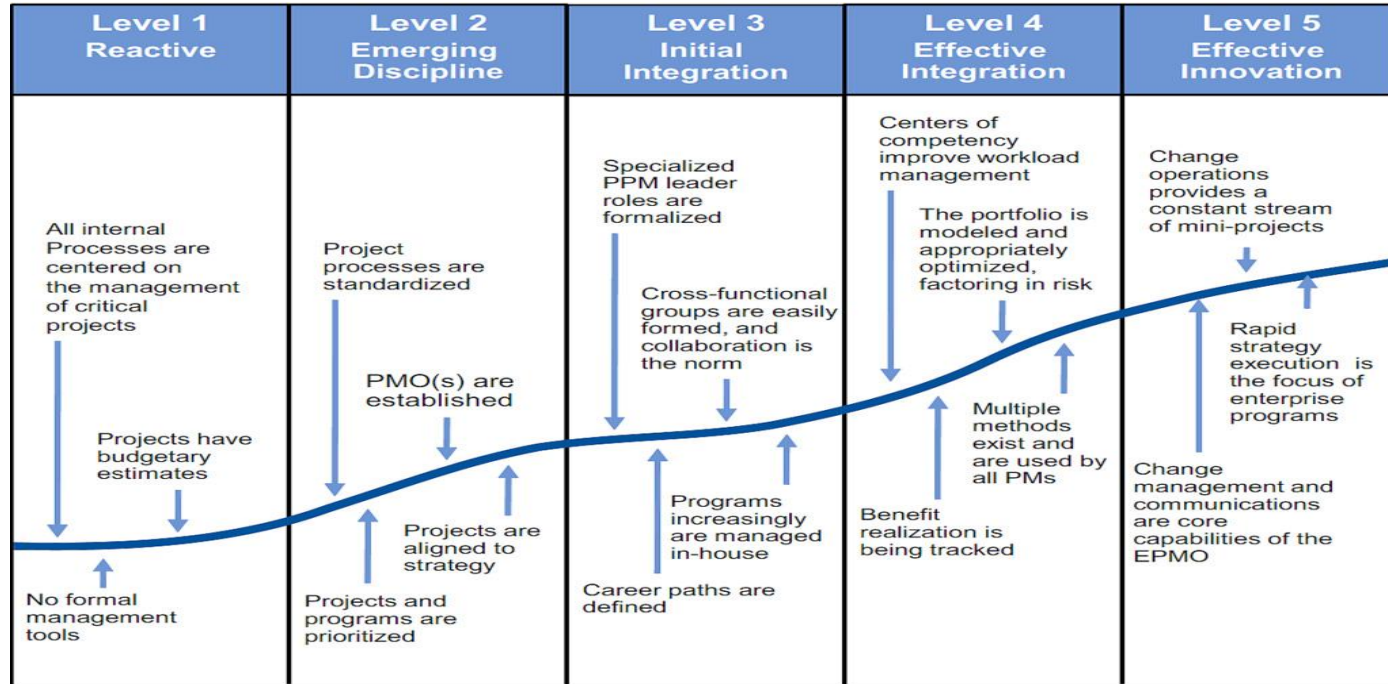 Level 1
Reactive
Level 2
Emerging
Discipline
Level 3
Initial
Integration
Level 4
Effective
Integration
Level 5
Effective
Innovation
All internal
Processes are
centered on
the management
of critical
projects
Projects have
budgetary
estimates
No formal
management
tools
Project
processes are
standardized
PMO(s) are
established
Projects are
aligned to
strategy
Projects and
programs are
prioritized
Specialized
PPM leader
roles are
formalized
Cross-functional
groups are easily
formed, and
collaboration is
the norm
Programs
increasingly
are managed
in-house
Career paths are
defined
Centers of
competency
improve workload
management
The portfolio is
modeled and
appropriately
optimized,
factoring in risk
Multiple
methods
exist and
are used by
all PMs
Benefit
realization is
being tracked
Change
operations
provides a
constant stream
of mini-projects
Rapid
strategy
execution is
the focus of
enterprise
programs
Change
management and
communications
are core
capabilities of the
EPMO